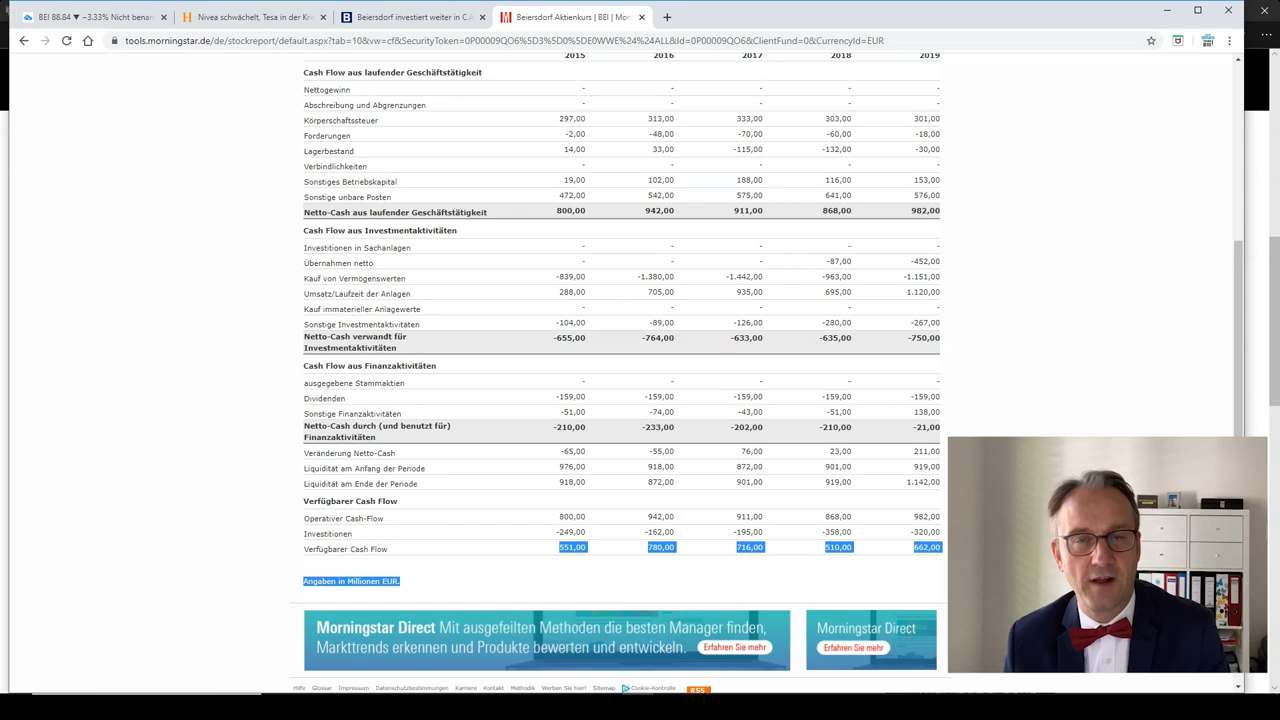 BEI 88.84 ▼ −3.33% Nicht benan
Nivea schwächelt, Tesa in der Kris
Beiersdorf investiert weiter in C.A
Beiersdorf Aktienkurs | BEI | Mor
tools.morningstar.de/de/stockreport/default.aspx?tab=10&vw=cf&SecurityToken=0P00009QO6%5D3%5D0%5DE0WWE%24%24ALL&Id=0P00009QO6&ClientFund=0&CurrencyId=EUR
2015 2016 2017 2018 2019
Cash Flow aus laufender Geschäftstätigkeit
Nettogewinn - - - - -
Abschreibung und Abgrenzungen - - - - -
Körperschaftssteuer 297,00 313,00 333,00 303,00 301,00
Forderungen -2,00 -48,00 -70,00 -60,00 -18,00
Lagerbestand 14,00 33,00 -115,00 -132,00 -30,00
Verbindlichkeiten - - - - -
Sonstiges Betriebskapital 19,00 102,00 188,00 116,00 153,00
Sonstige unbare Posten 472,00 542,00 575,00 641,00 576,00
Netto-Cash aus laufender Geschäftstätigkeit 800,00 942,00 911,00 868,00 982,00
Cash Flow aus Investmentaktivitäten
Investitionen in Sachanlagen - - - - -
Übernahmen netto - - - -87,00 -452,00
Kauf von Vermögenswerten -839,00 -1.380,00 -1.442,00 -963,00 -1.151,00
Umsatz/Laufzeit der Anlagen 288,00 705,00 935,00 695,00 1.120,00
Kauf immaterieller Anlagewerte - - - - -
Sonstige Investmentaktivitäten -104,00 -89,00 -126,00 -280,00 -267,00
Netto-Cash verwandt für
Investmentaktivitäten -655,00 -764,00 -633,00 -635,00 -750,00
Cash Flow aus Finanzaktivitäten
ausgegebene Stammaktien - - - - -
Dividenden -159,00 -159,00 -159,00 -159,00 -159,00
Sonstige Finanzaktivitäten -51,00 -74,00 -43,00 -51,00 138,00
Netto-Cash durch (und benutzt für)
Finanzaktivitäten -210,00 -233,00 -202,00 -210,00 -21,00
Veränderung Netto-Cash -65,00 -55,00 76,00 23,00 211,00
Liquidität am Anfang der Periode 976,00 918,00 872,00 901,00 919,00
Liquidität am Ende der Periode 918,00 872,00 901,00 919,00 1.142,00
Verfügbarer Cash Flow
Operativer Cash-Flow 800,00 942,00 911,00 868,00 982,00
Investitionen -249,00 -162,00 -195,00 -358,00 -320,00
Verfügbarer Cash Flow 551,00 780,00 716,00 510,00 662,00
Angaben in Millionen EUR.
Morningstar Direct Mit ausgefeilten Methoden die besten Manager finden,
Markttrends erkennen und Produkte bewerten und entwickeln. Erfahren Sie mehr
Morningstar Direct
Erfahren Sie mehr
Hilfe Glossar Impressum Datenschutzbestimmungen Karriere Kontakt Methodik Werben Sie hier! Sitemap Cookie-Kontrolle RSS